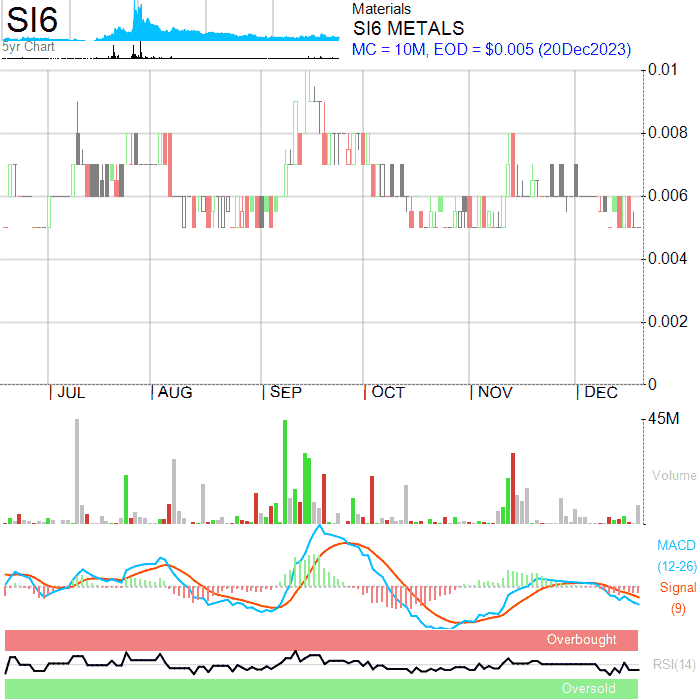 SI6
5yr Chart
Materials
SI6 METALS
MC = 10M, EOD = $0.005 (20Dec2023)
0.01
0.008
0.006
0.004
0.002
0
JUL AUG SEP OCT NOV DEC
45M
Volume
MACD
(12-26)
Signal
(9)
Overbought
RSI(14)
Oversold